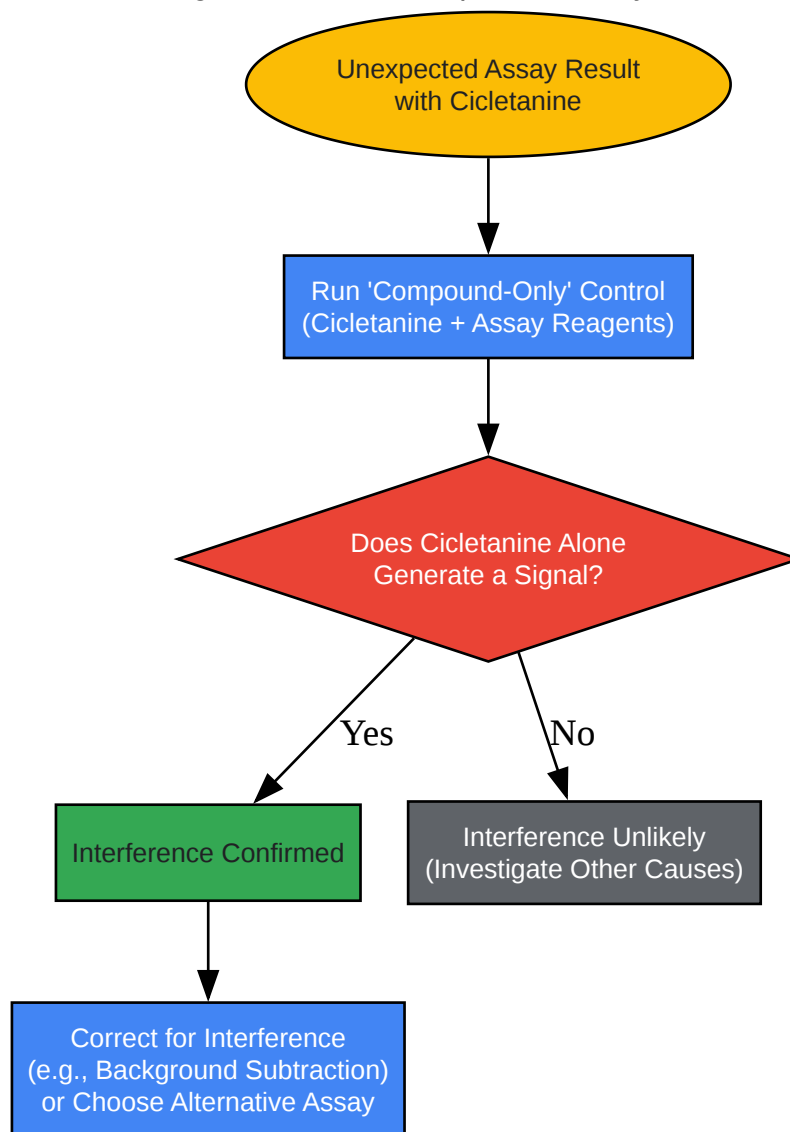 Unexpected Assay Result
with Cicletanine
Run 'Compound-Only' Control
(Cicletanine + Assay Reagents)
Does Cicletanine Alone
Generate a Signal?
Yes
No
Interference Confirmed
Interference Unlikely
(Investigate Other Causes)
Correct for Interference
(e.g., Background Subtraction)
or Choose Alternative Assay